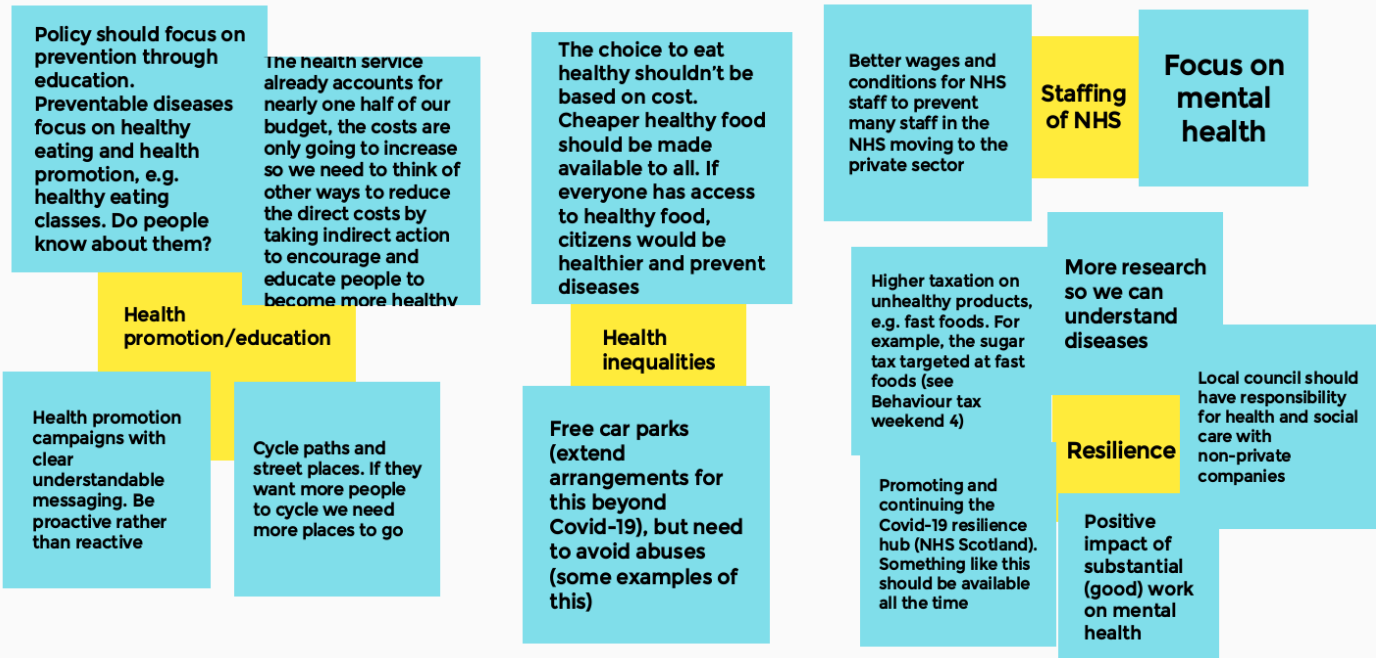 Policy should focus on
prevention through
education.
Preventable diseases
focus on healthy
eating and health
promotion, e.g.
healthy eating
classes. Do people
know about them?
The health service
already accounts for
nearly one half of our
budget, the costs are
only going to increase
so we need to think of
other ways to reduce
the direct costs by
taking indirect action
to encourage and
educate people to
become more healthy
Health
promotion/education
Health promotion
campaigns with
clear
understandable
messaging. Be
proactive rather
than reactive
Cycle paths and
street places. If they
want more people
to cycle we need
more places to go
The choice to eat
healthy shouldn't be
based on cost.
Cheaper healthy food
should be made
available to all. If
everyone has access
to healthy food,
citizens would be
healthier and prevent
diseases
Health
inequalities
Free car parks
(extend
arrangements for
this beyond
Covid-19), but need
to avoid abuses
(some examples of
this)
Better wages and
conditions for NHS
staff to prevent
many staff in the
NHS moving to the
private sector
Staffing
of NHS
Focus on
mental
health
Higher taxation on
unhealthy products,
e.g. fast foods. For
example, the sugar
tax targeted at fast
foods (see
Behaviour tax
weekend 4)
More research
so we can
understand
diseases
Resilience
Local council should
have responsibility
for health and social
care with
non-private
companies
Promoting and
continuing the
Covid-19 resilience
hub (NHS Scotland).
Something like this
should be available
all the time
Positive
impact of
substantial
(good) work
on mental
health